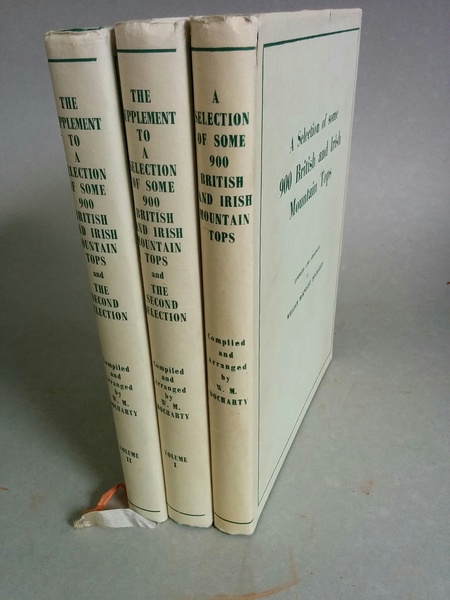 THE
SUPPLEMENT
TO
A
SELECTION
OF SOME
900
BRITISH
AND IRISH
MOUNTAIN
TOPS
and
THE
SECOND
SELECTION
Compiled
and
Arranged
by
W. M.
DOCHARTY
VOLUME
II
THE
SUPPLEMENT
TO
A
SELECTION
OF SOME
900
BRITISH
AND IRISH
MOUNTAIN
TOPS
and
THE
SECOND
SELECTION
Compiled
and
Arranged
by
W. M.
DOCHARTY
VOLUME
I
A
SELECTION
OF SOME
900
BRITISH
AND IRISH
MOUNTAIN
TOPS
Compiled
and
Arranged
by
W. M.
DOCHARTY
A Selection of some
900 British and Irish
Mountain Tops